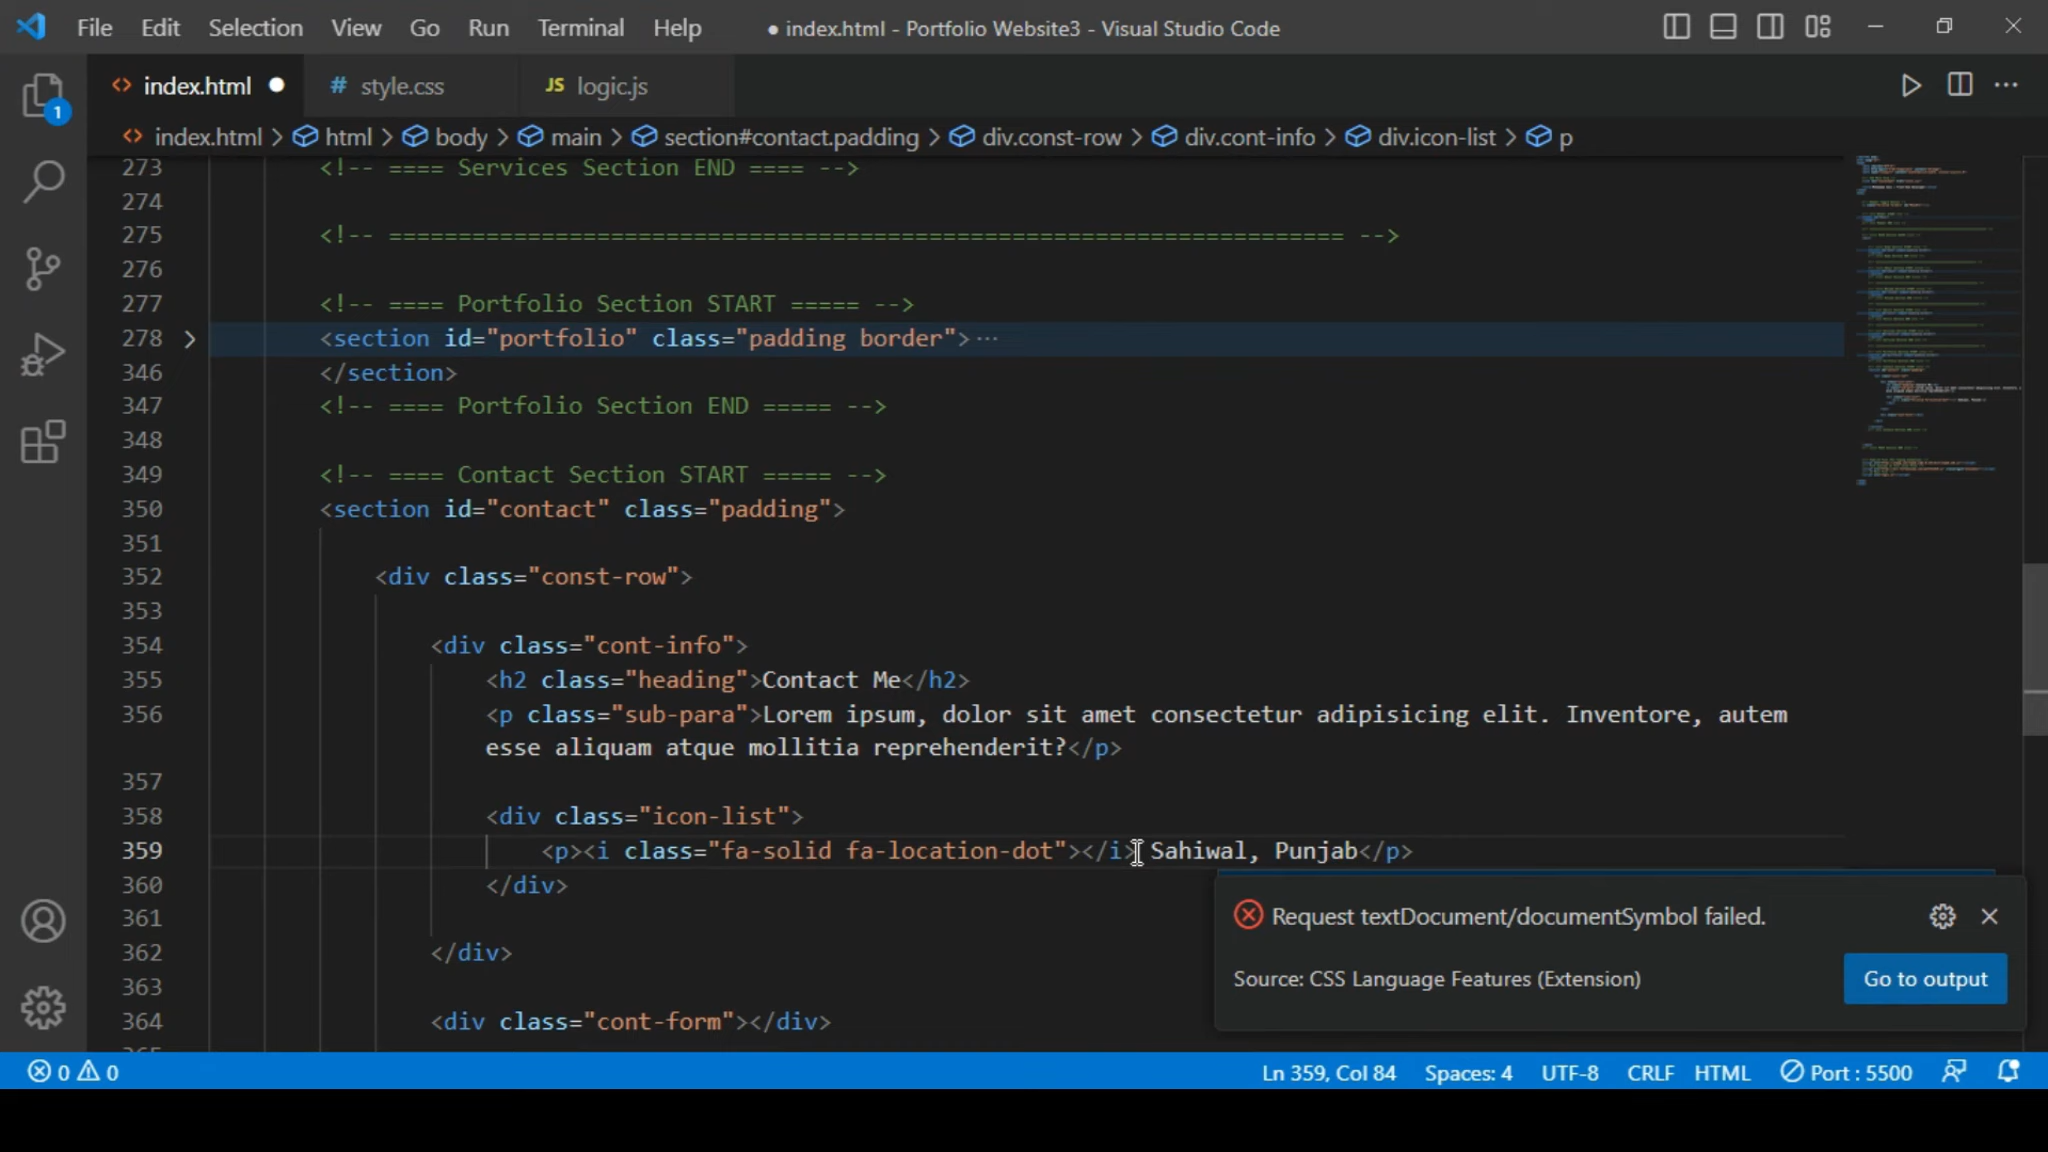 File Edit Selection View Go Run Terminal Help ● index.html - Portfolio Website3 - Visual Studio Code
<> index.html ● # style.css JS logic.js
<> index.html > html > body > main > section#contact.padding > div.const-row > div.cont-info > div.icon-list > p
1
273 <!-- ==== Services Section END ==== -->
274
275 <!-- ===================================================================== -->
276
277 <!-- ==== Portfolio Section START ===== -->
278 <section id="portfolio" class="padding border">···
346 </section>
347 <!-- ==== Portfolio Section END ===== -->
348
349 <!-- ==== Contact Section START ===== -->
350 <section id="contact" class="padding">
351
352 <div class="const-row">
353
354 <div class="cont-info">
355 <h2 class="heading">Contact Me</h2>
356 <p class="sub-para">Lorem ipsum, dolor sit amet consectetur adipisicing elit. Inventore, autem
esse aliquam atque mollitia reprehenderit?</p>
357
358 <div class="icon-list">
359 <p><i class="fa-solid fa-location-dot"></i> Sahiwal, Punjab</p>
360 </div>
361
362 </div>
363
364 <div class="cont-form"></div>
Request textDocument/documentSymbol failed.
Source: CSS Language Features (Extension) Go to output
0 0 Ln 359, Col 84 Spaces: 4 UTF-8 CRLF HTML Port : 5500